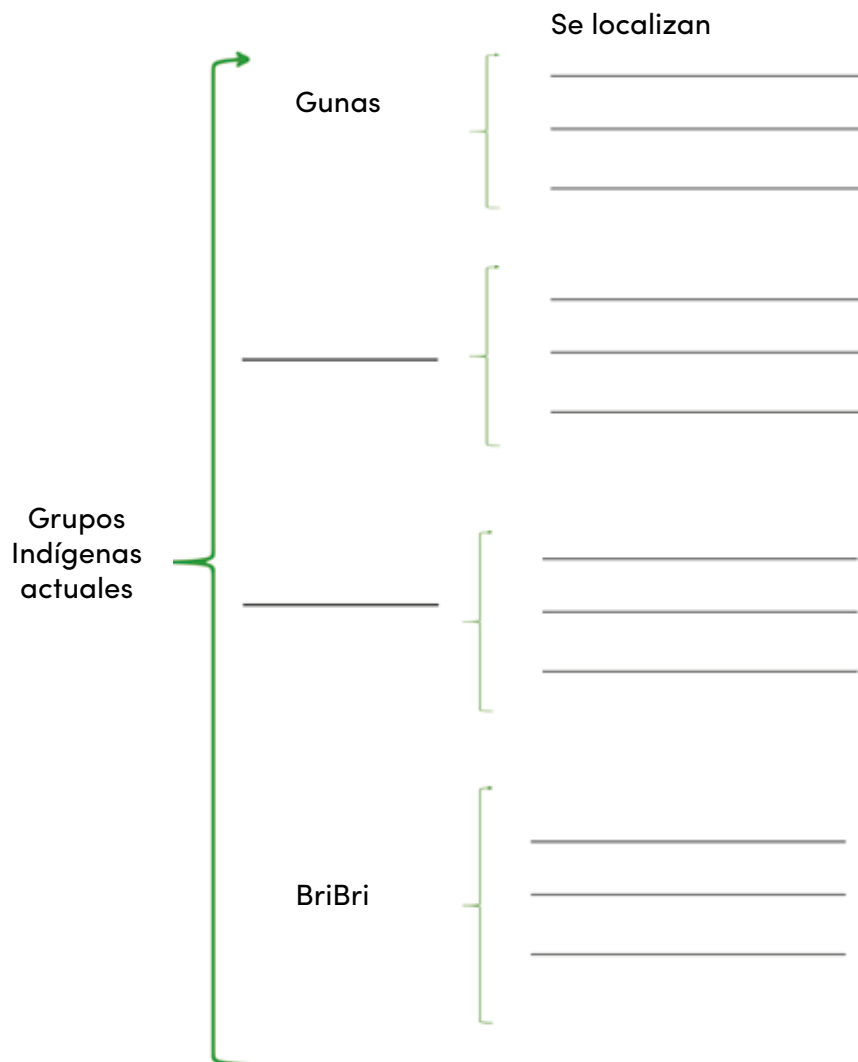 Se localizan
Gunas
Grupos
Indígenas
actuales
BriBri